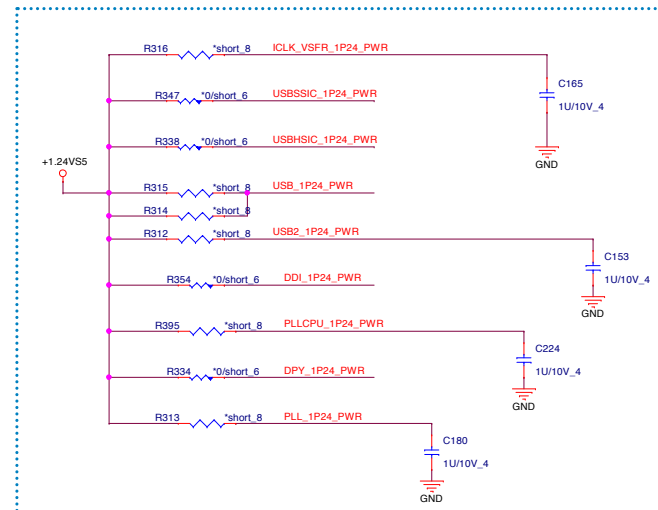 R316 *short_8 ICLK_VSFR_1P24_PWR
C165
R347 *0/short_6 USBSSIC_1P24_PWR
1U/10V_4
R338 *0/short_6 USBHSIC_1P24_PWR
GND
+1.24VS5
R315 *short_8 USB_1P24_PWR
R314 *short_8
R312 *short_8 USB2_1P24_PWR
C153
R354 *0/short_6 DDI_1P24_PWR
1U/10V_4
GND
R395 *short_8 PLLCPU_1P24_PWR
C224
1U/10V_4
R334 *0/short_6 DPY_1P24_PWR
GND
R313 *short_8 PLL_1P24_PWR
C180
1U/10V_4
GND